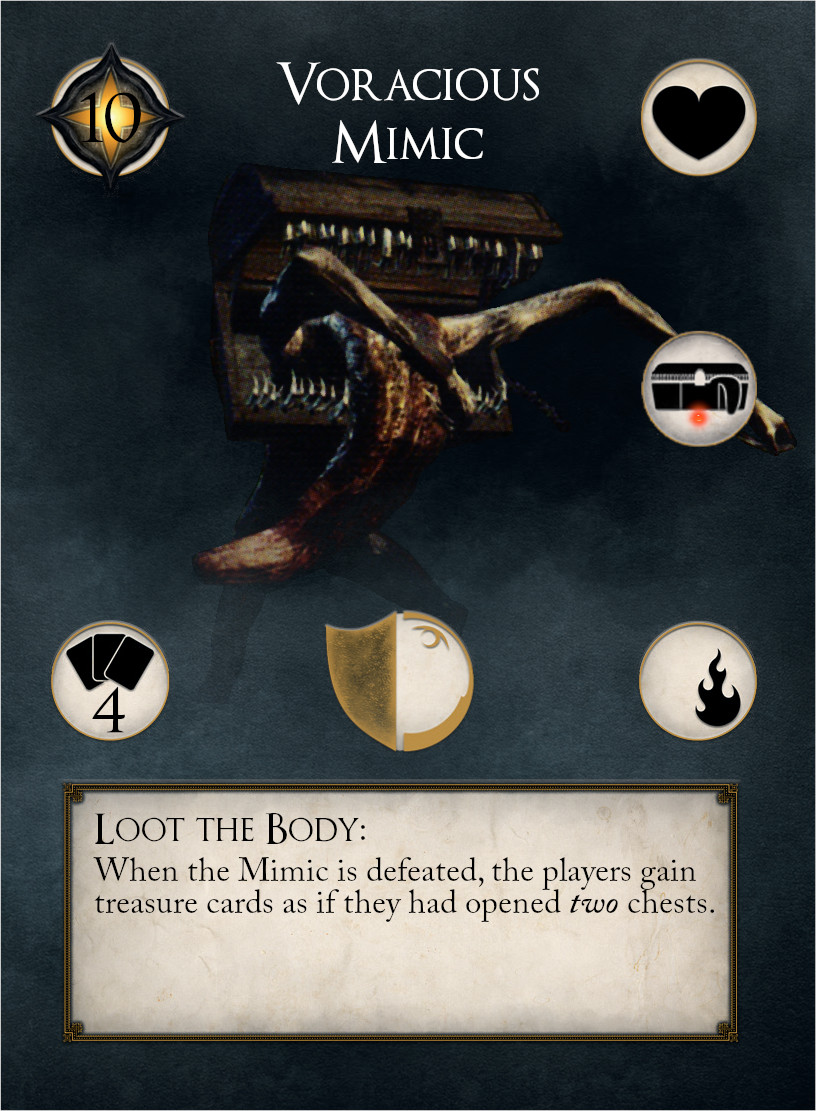 10
Voracious
Mimic
4
Loot the Body:
When the Mimic is defeated, the players gain
treasure cards as if they had opened two chests.